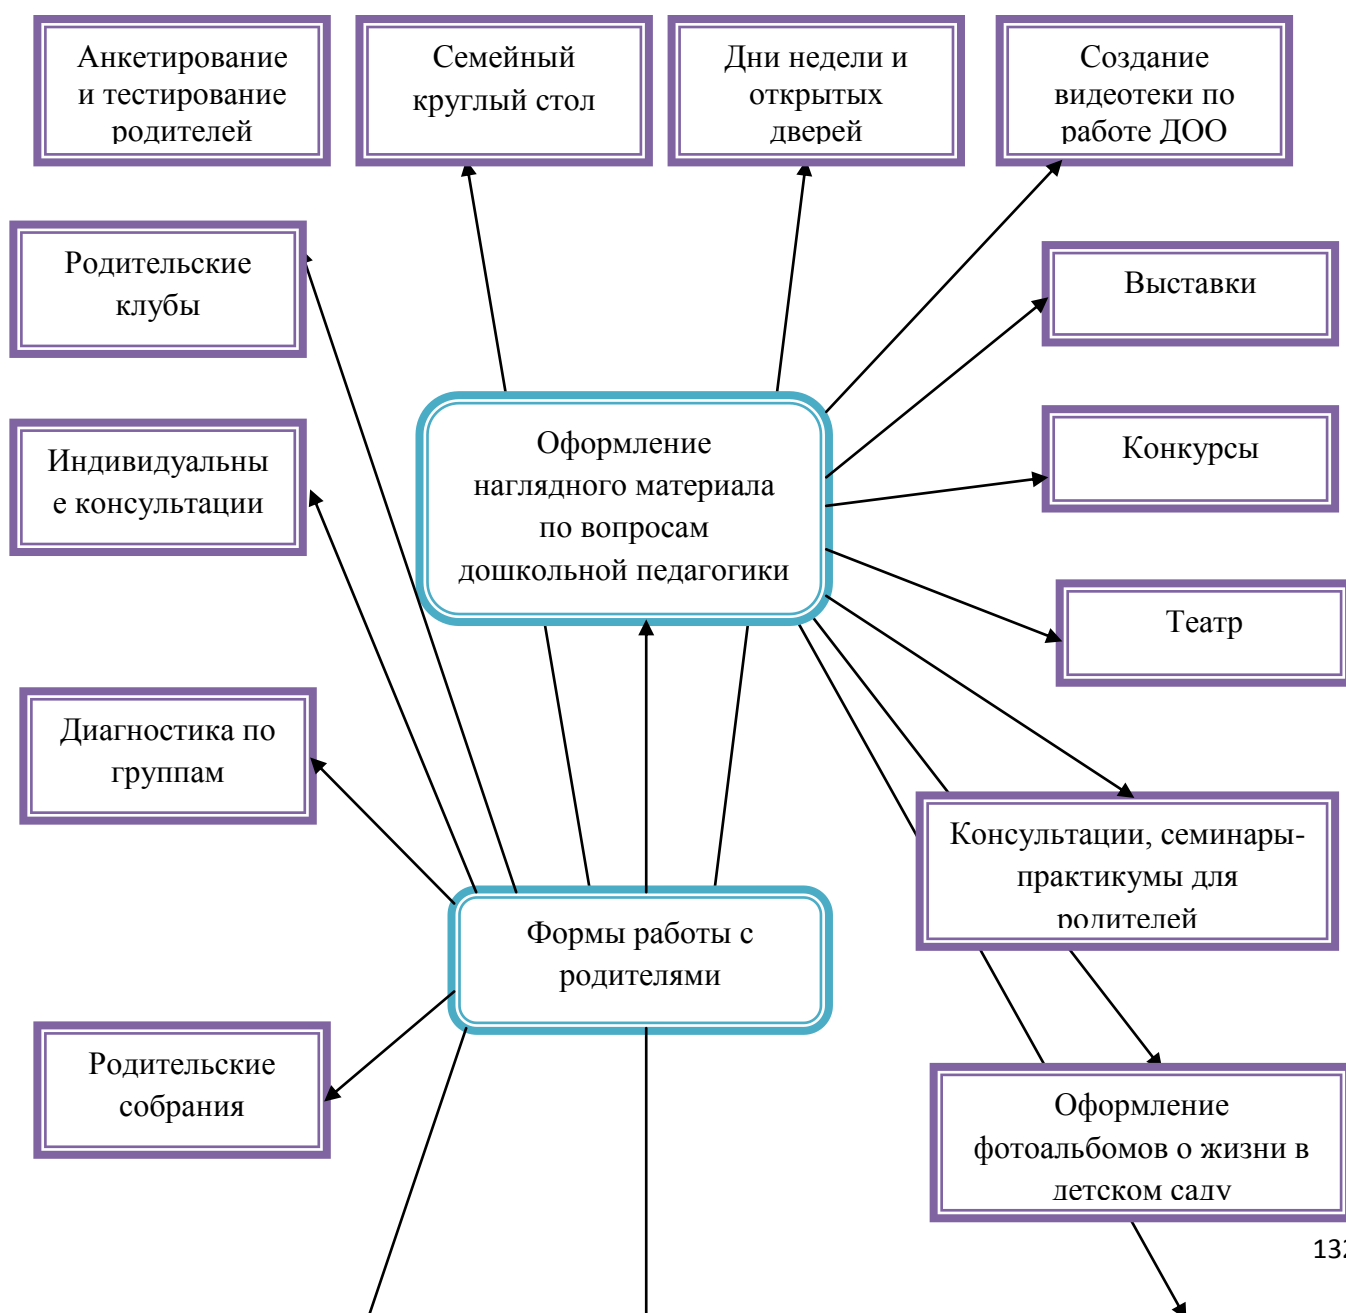 Анкетирование
и тестирование
родителей
Семейный
круглый стол
Дни недели и
открытых
дверей
Создание
видеотеки по
работе ДОО
Родительские
клубы
Выставки
Индивидуальны
е консультации
Оформление
наглядного материала
по вопросам
дошкольной педагогики
Конкурсы
Театр
Диагностика по
группам
Консультации, семинары-
практикумы для
родителей
Формы работы с
родителями
Родительские
собрания
Оформление
фотоальбомов о жизни в
детском саду
132